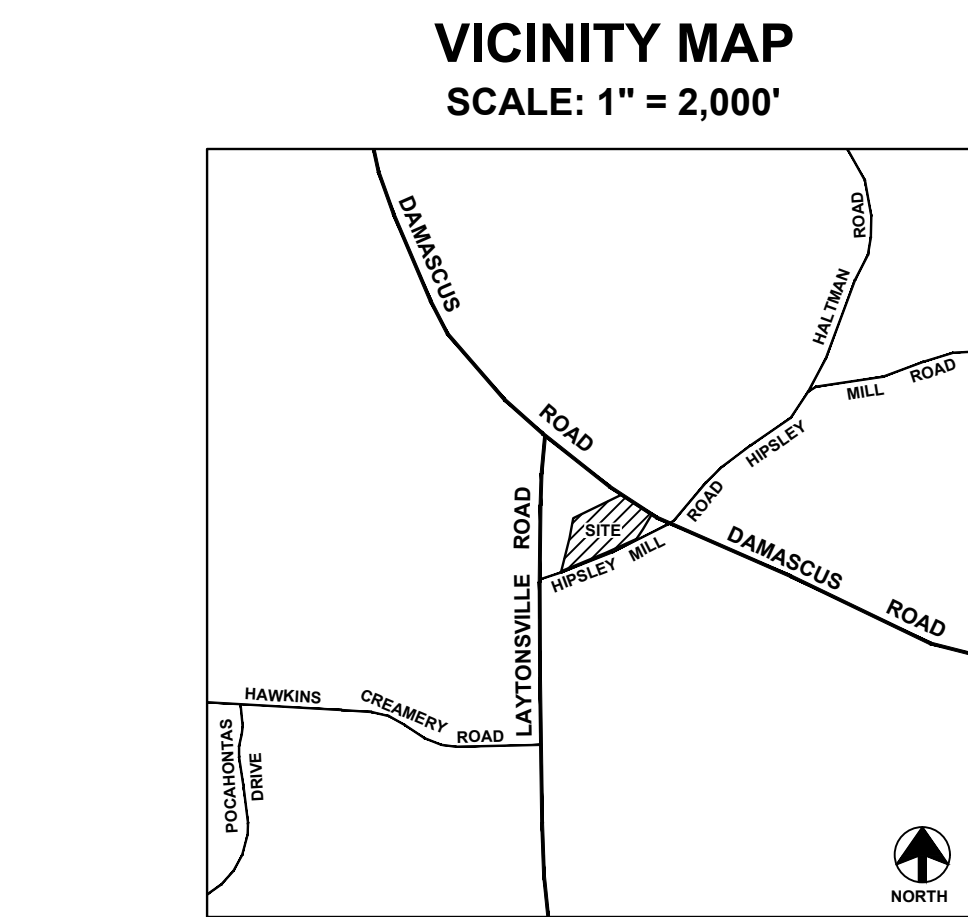 VICINITY MAP
SCALE: 1" = 2,000'
DAMASCUS
ROAD
HALTMAN
ROAD
MILL
ROAD
HIPSLEY
ROAD
LAYTONSVILLE ROAD
SITE
HIPSLEY
MILL
DAMASCUS
ROAD
HAWKINS
CREAMERY
ROAD
POCAHONTAS
DRIVE
NORTH